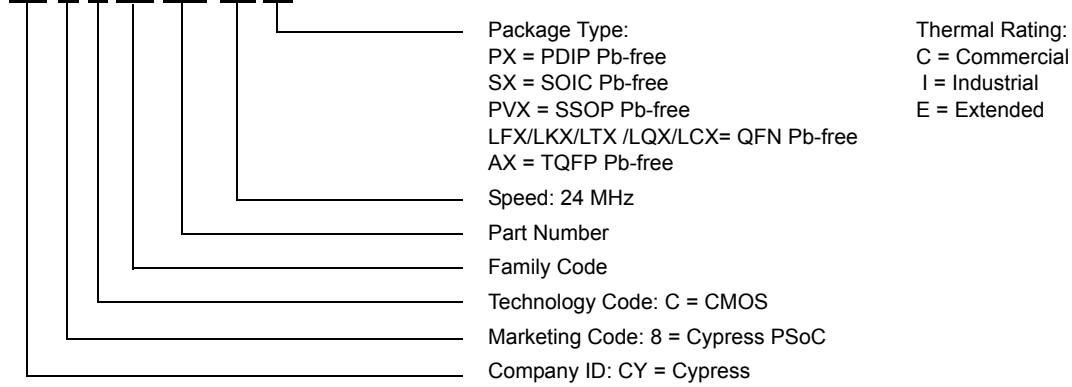 Package Type:
PX = PDIP Pb-free
SX = SOIC Pb-free
PVX = SSOP Pb-free
LFX/LKX/LTX /LQX/LCX= QFN Pb-free
AX = TQFP Pb-free
Thermal Rating:
C = Commercial
I = Industrial
E = Extended
Speed: 24 MHz
Part Number
Family Code
Technology Code: C = CMOS
Marketing Code: 8 = Cypress PSoC
Company ID: CY = Cypress